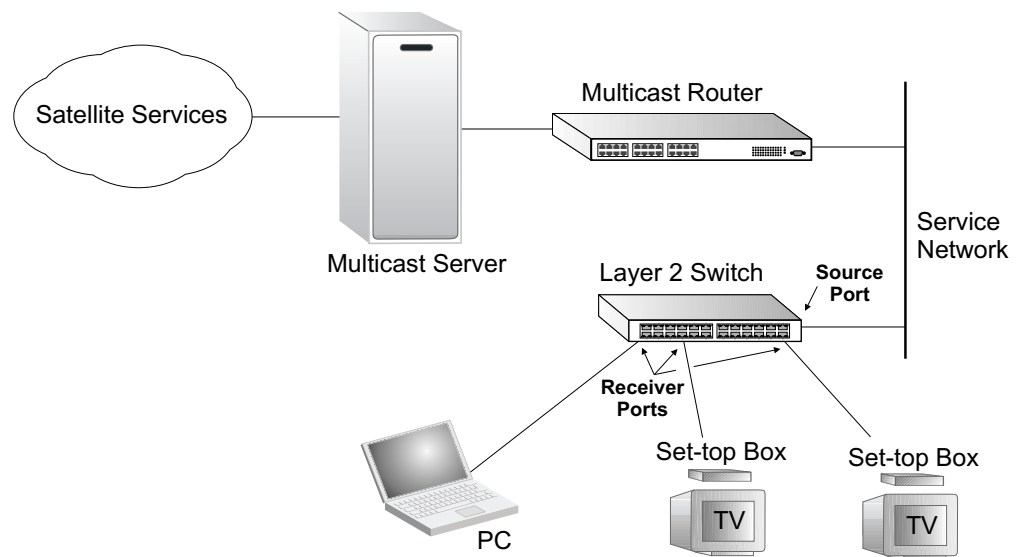 Satellite Services
Multicast Server
Multicast Router
Service
Network
Layer 2 Switch
Source
Port
Receiver
Ports
PC
Set-top Box
TV
Set-top Box
TV